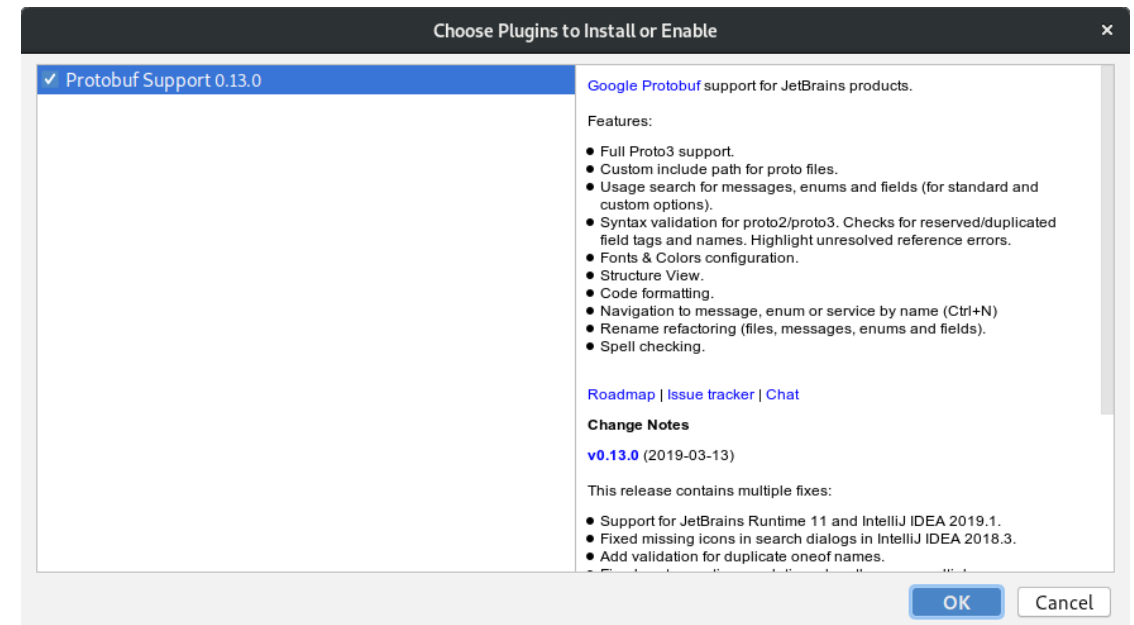 Choose Plugins to Install or Enable
Protobuf Support 0.13.0
Google Protobuf support for JetBrains products.
Features:
Full Proto3 support.
Custom include path for proto files.
Usage search for messages, enums and fields (for standard and
custom options).
Syntax validation for proto2/proto3. Checks for reserved/duplicated
field tags and names. Highlight unresolved reference errors.
Fonts & Colors configuration.
Structure View.
Code formatting.
Navigation to message, enum or service by name (Ctrl+N)
Rename refactoring (files, messages, enums and fields).
Spell checking.
Roadmap | Issue tracker | Chat
Change Notes
v0.13.0 (2019-03-13)
This release contains multiple fixes:
Support for JetBrains Runtime 11 and IntelliJ IDEA 2019.1.
Fixed missing icons in search dialogs in IntelliJ IDEA 2018.3.
Add validation for duplicate oneof names.
OK
Cancel